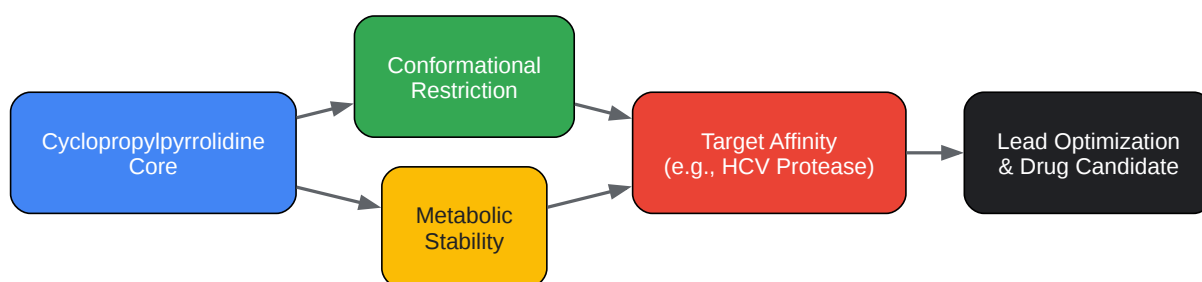 Cyclopropylpyrrolidine
Core
Conformational
Restriction
Metabolic
Stability
Target Affinity
(e.g., HCV Protease)
Lead Optimization
& Drug Candidate